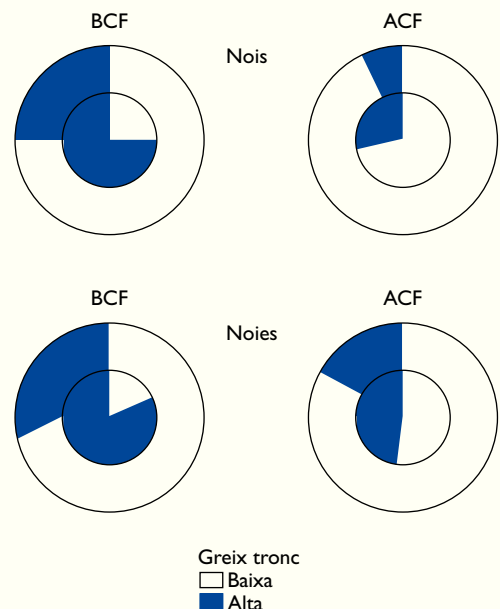 BCF
ACF
Nois
BCF
ACF
Noies
Greix tronc
Baixa
Alta